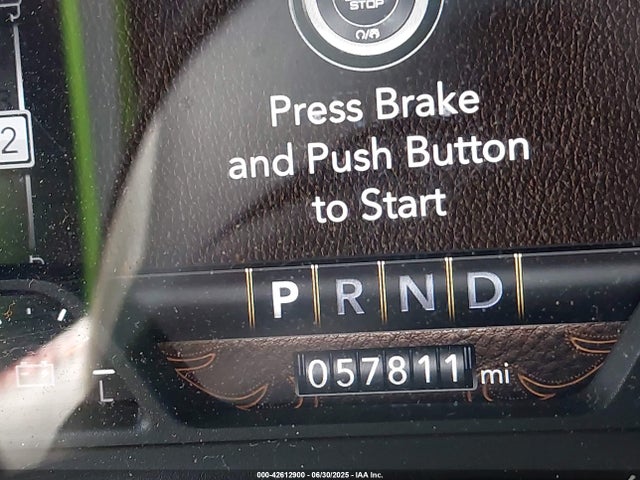 STOP
Press Brake
and Push Button
to Start
2
P R N D
057811 mi
L
000-42612900 - 06/30/2025 - IAA Inc.